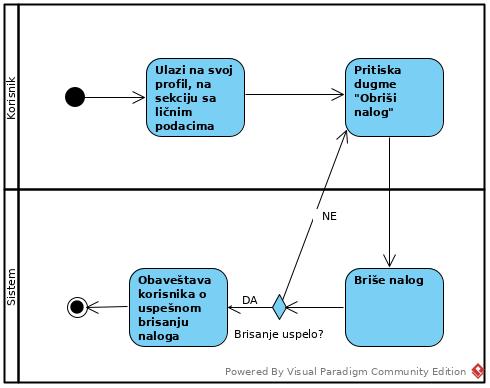 Korisnik
Ulazi na svoj
profil, na
sekciju sa
ličnim
podacima
Pritiska
dugme
"Obriši
nalog"
NE
Sistem
Obaveštava
korisnika o
uspešnom
brisanju
naloga
DA
Brisanje uspelo?
Briše nalog
Powered By Visual Paradigm Community Edition